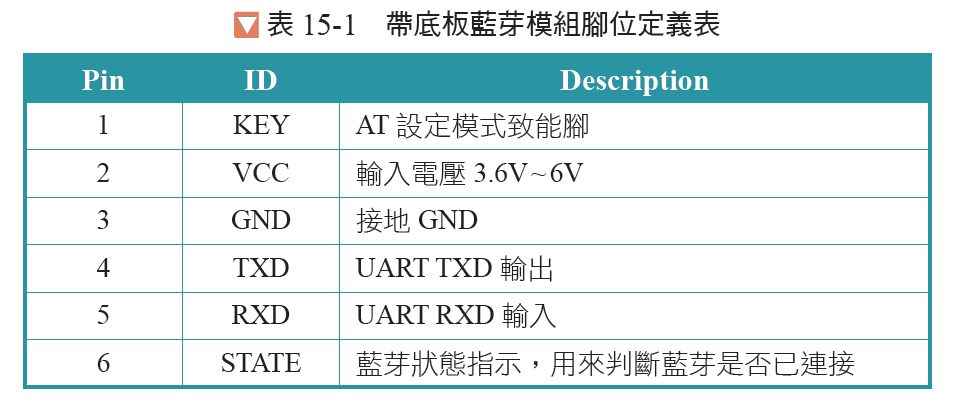 表 15-1 帶底板藍芽模組腳位定義表
Pin ID Description
1 KEY AT 設定模式致能腳
2 VCC 輸入電壓 3.6V~6V
3 GND 接地 GND
4 TXD UART TXD 輸出
5 RXD UART RXD 輸入
6 STATE 藍芽狀態指示，用來判斷藍芽是否已連接